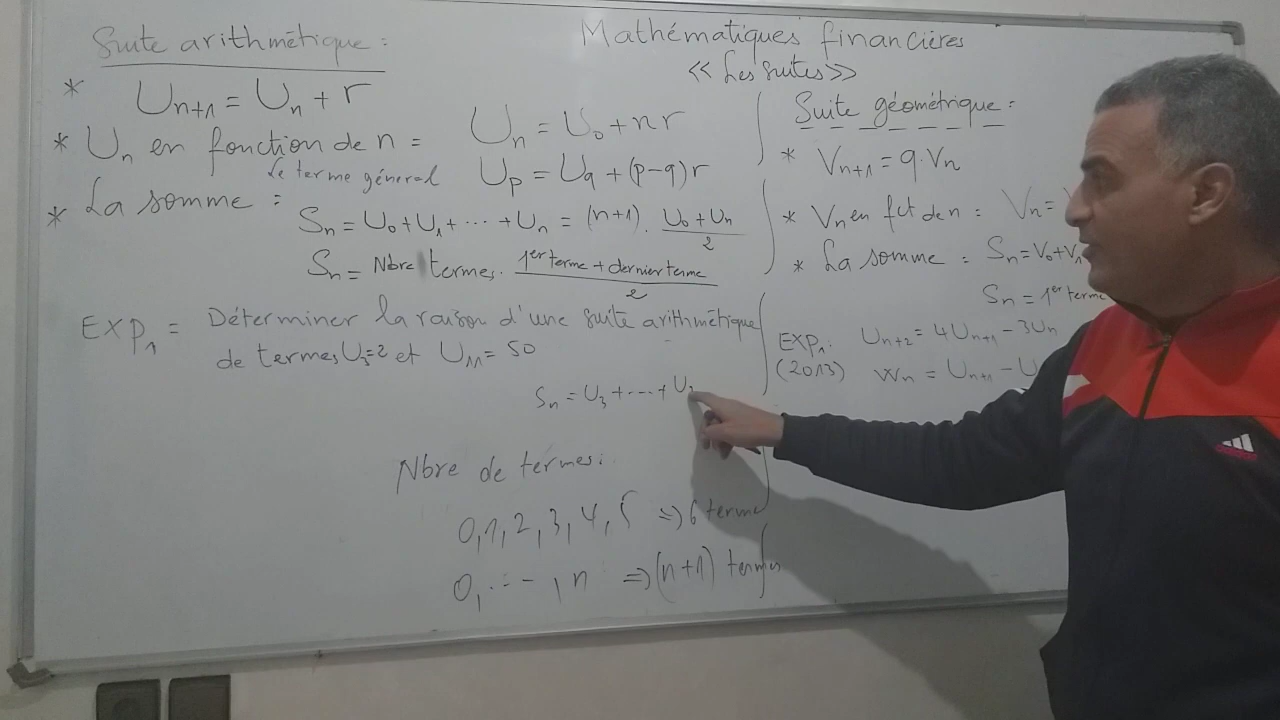 Mathématiques financières
<< Les suites >>
Suite arithmétique :
* Un+1 = Un + r
* Un en fonction de n = Un = U0 + nr
Le terme général Up = Uq + (p-q)r
* La somme :
Sn = U0 + U1 + ... + Un = (n+1) . (U0 + Un)/2
Sn = Nbre termes . (1er terme + dernier terme)/2
EXP1 = Déterminer la raison d'une suite arithmétique
de termes U3=2 et U11 = 50
Sn = U3 + ... + U
Nbre de termes :
0, 1, 2, 3, 4, 5 => 6 terme
0, ..., n => (n+1) termes
Suite géométrique :
* Vn+1 = q.Vn
* Vn en fct de n : Vn =
* La somme : Sn = V0 + V1
Sn = 1er terme
EXP1: Un+2 = 4Un+1 - 3Un
(2013) Wn = Un+1 - U